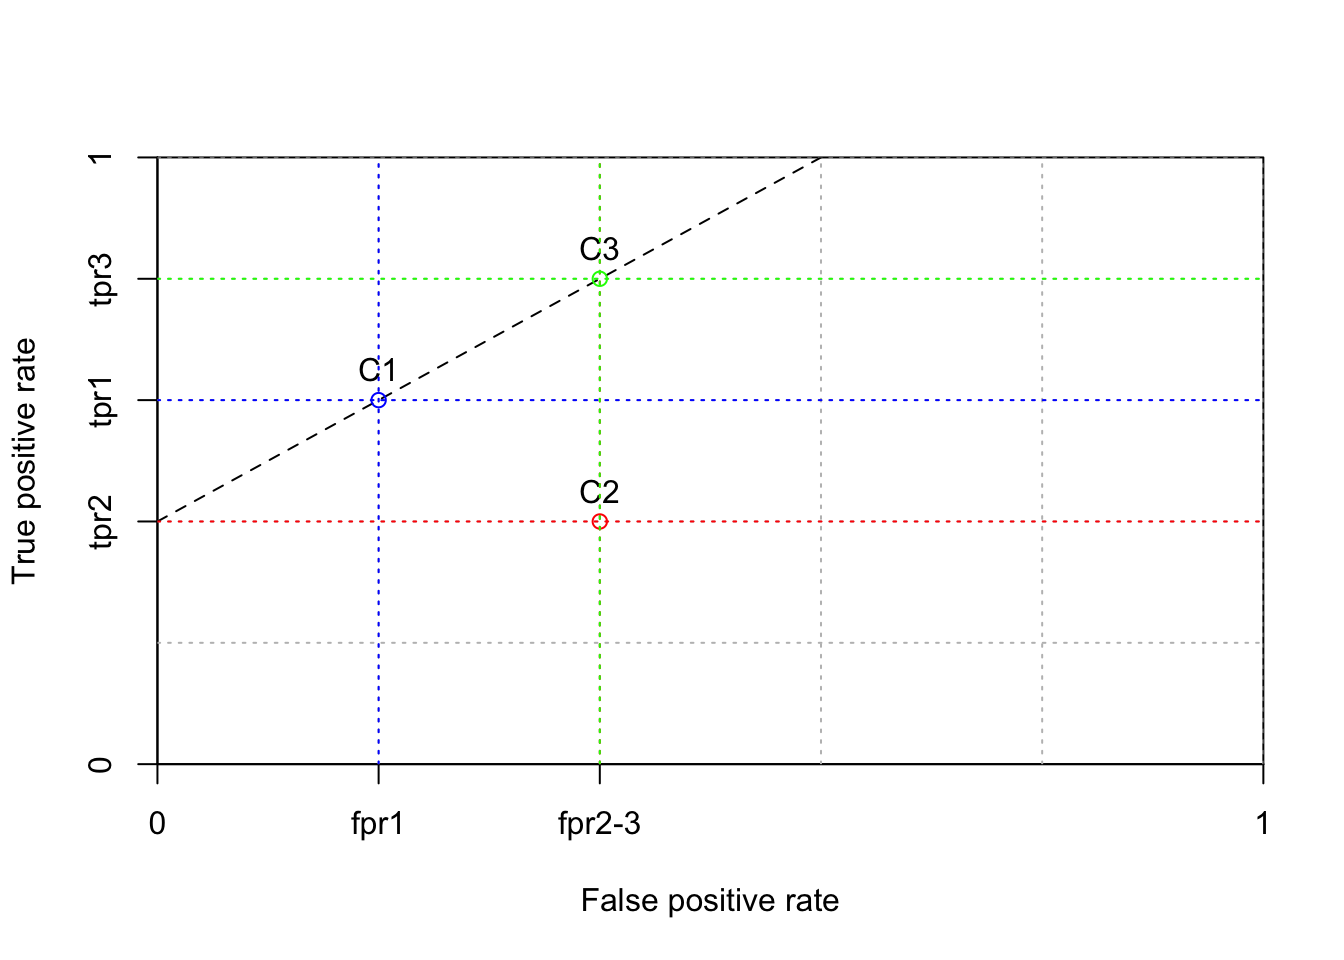 True positive rate
1
tpr3
tpr1
tpr2
0
C3
C1
C2
0 fpr1 fpr2-3 1
False positive rate